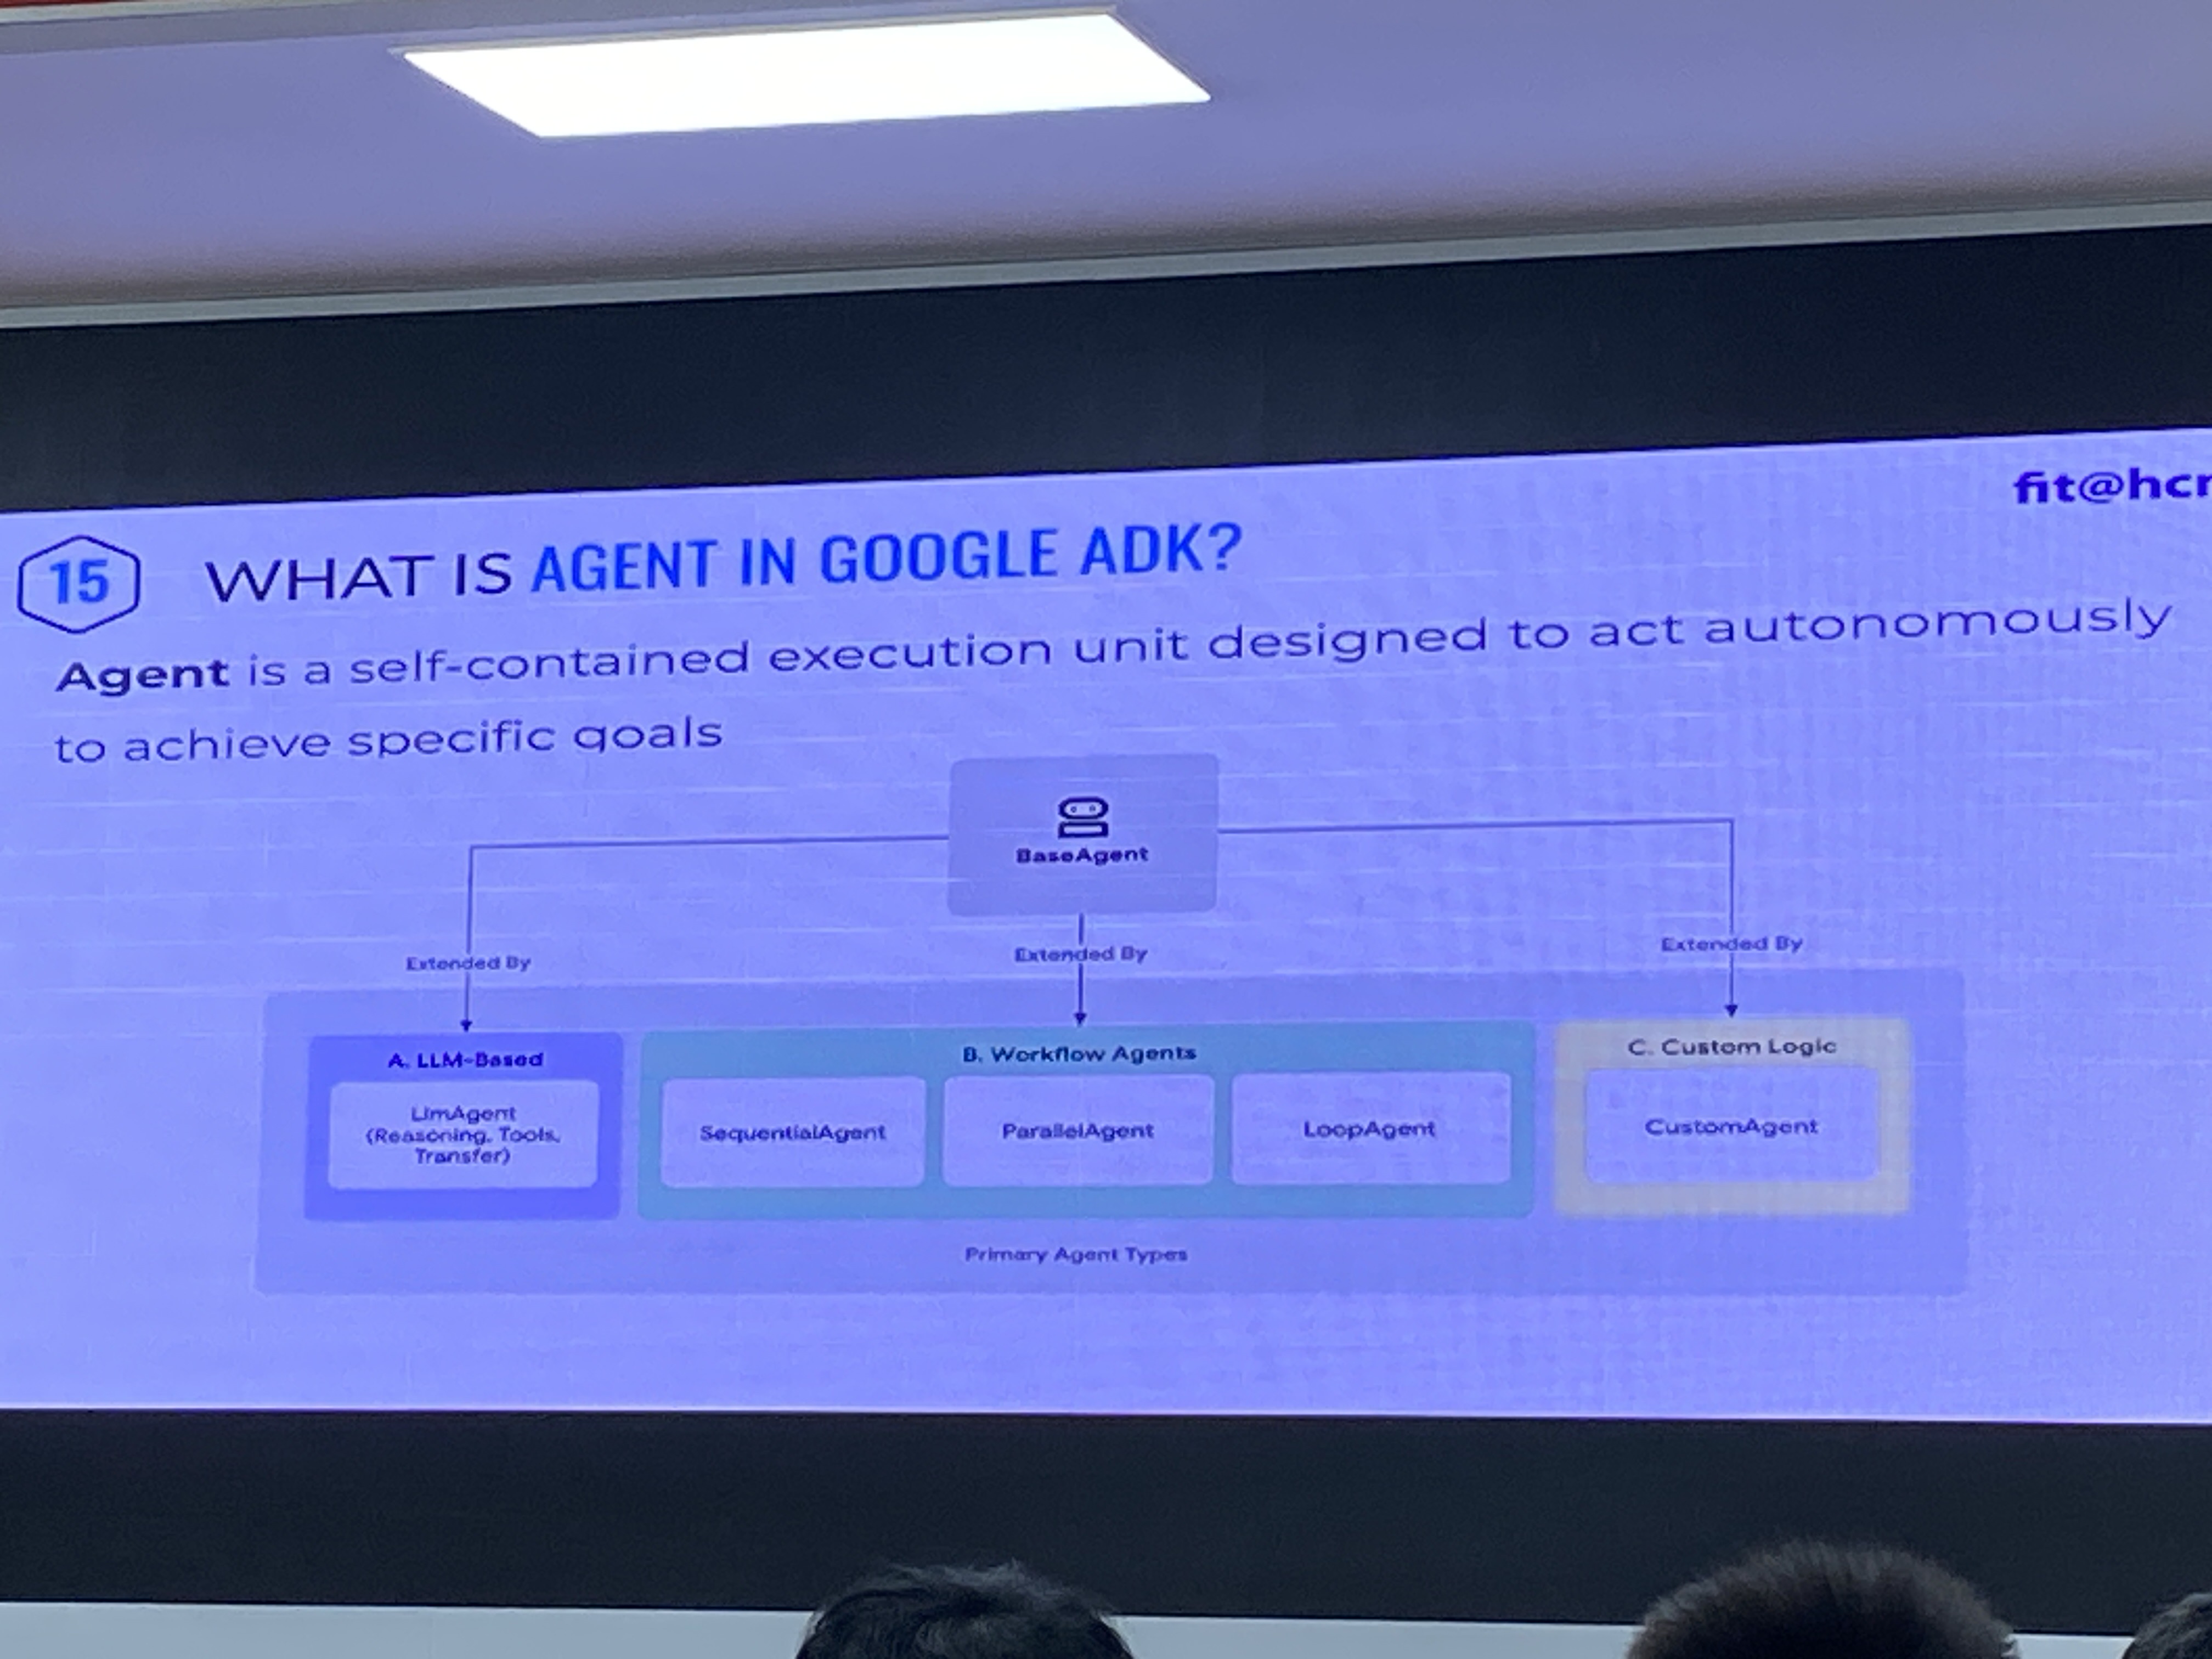 fit@hcm
15
WHAT IS AGENT IN GOOGLE ADK?
Agent is a self-contained execution unit designed to act autonomously
to achieve specific goals
BaseAgent
Extended By
Extended By
Extended By
A. LLM-Based
LlmAgent
(Reasoning, Tools,
Transfer)
B. Workflow Agents
SequentialAgent
ParallelAgent
LoopAgent
C. Custom Logic
CustomAgent
Primary Agent Types